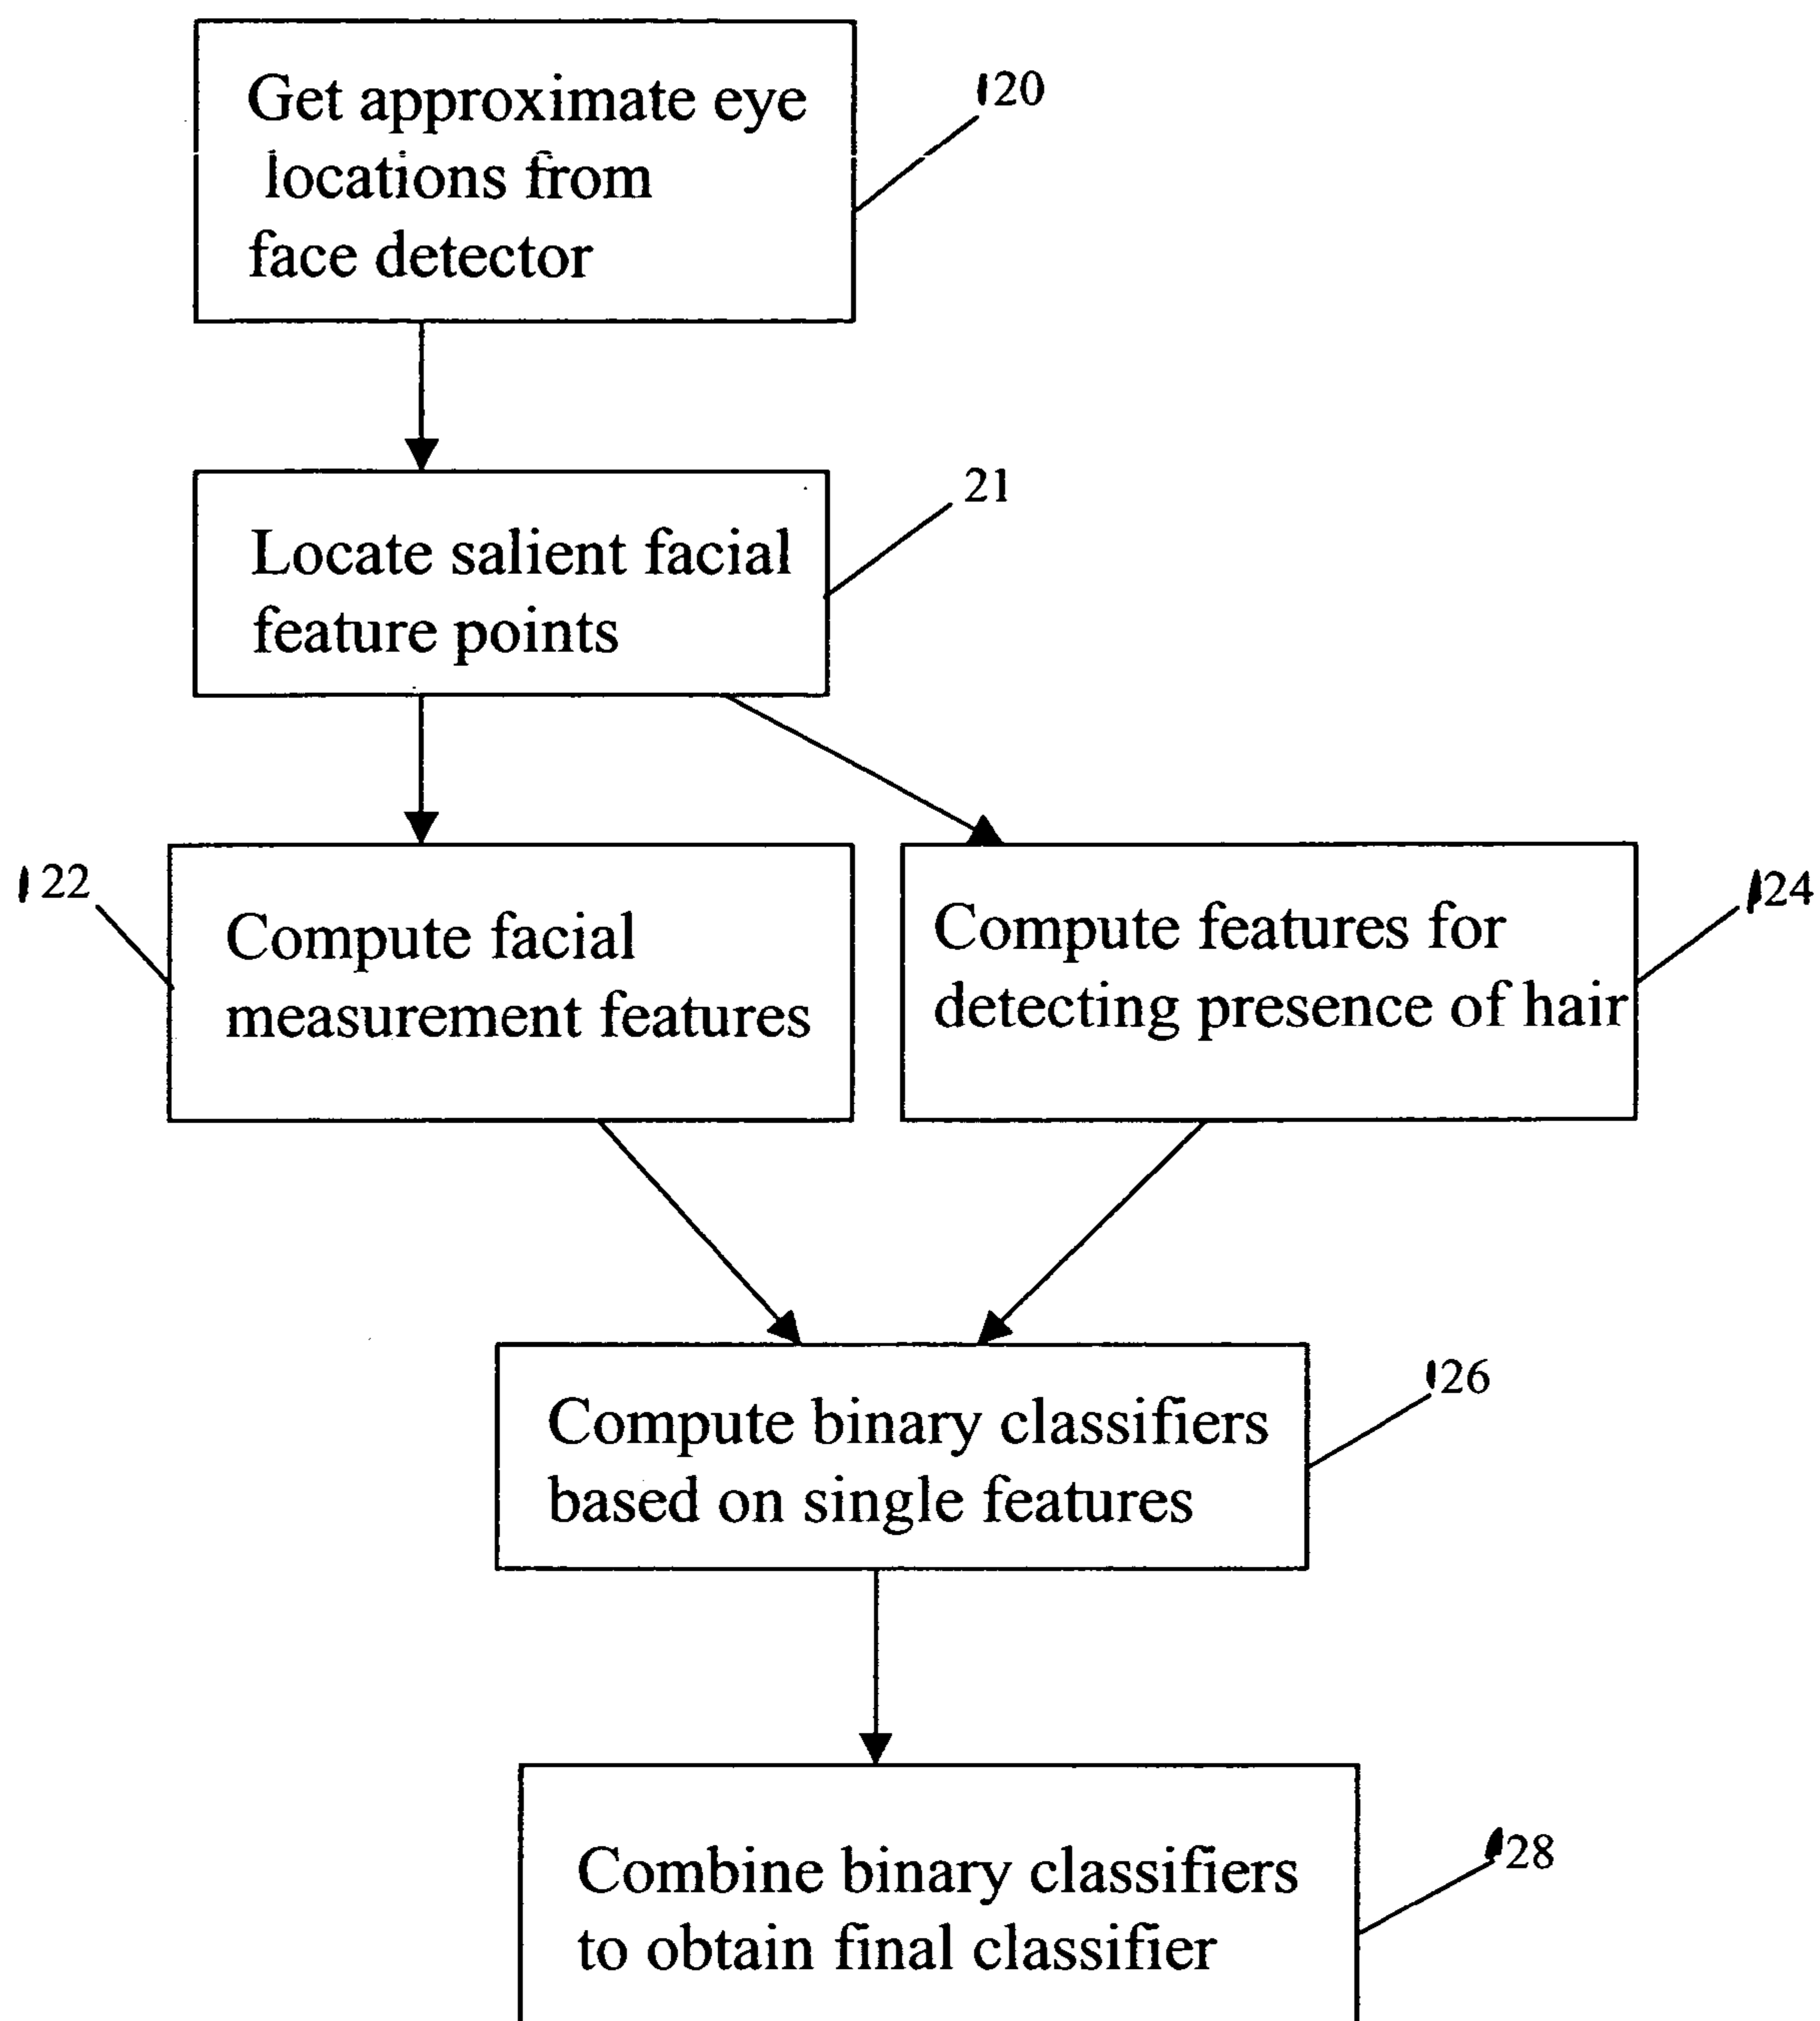 Get approximate eye
locations from
face detector
120
Locate salient facial
feature points
21
122
Compute facial
measurement features
Compute features for
detecting presence of hair
124
Compute binary classifiers
based on single features
126
Combine binary classifiers
to obtain final classifier
128